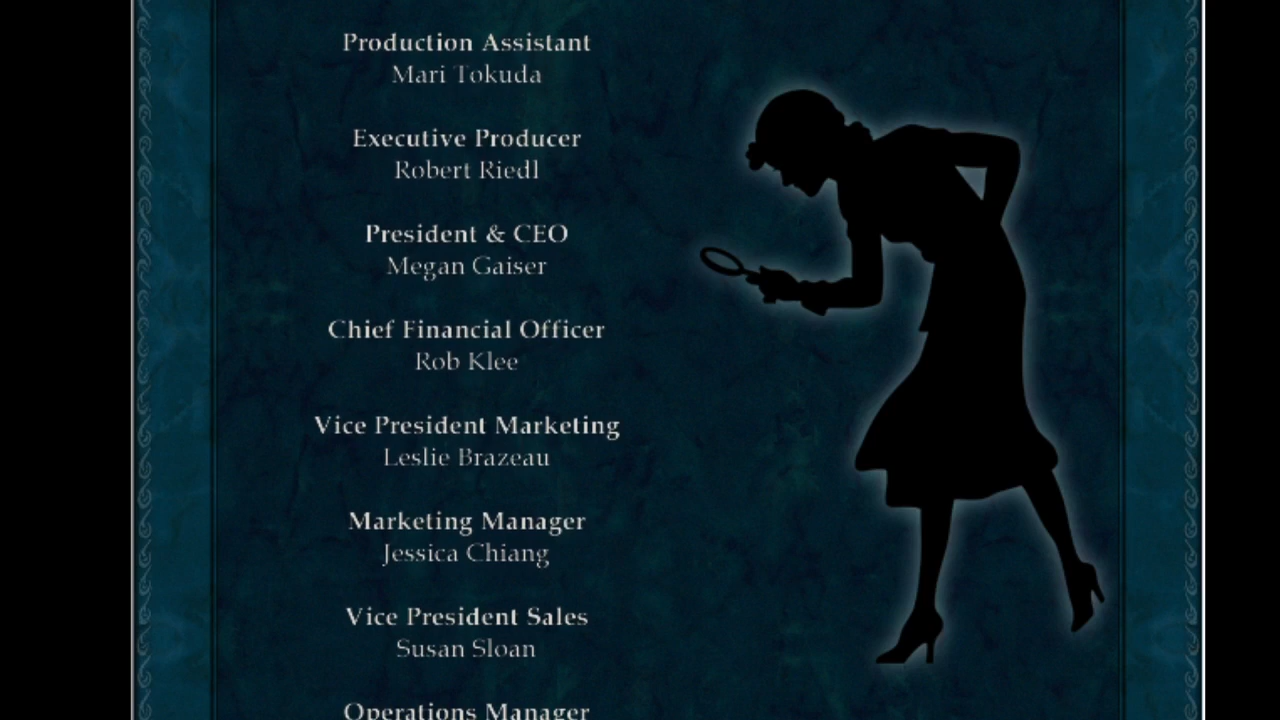 Production Assistant
Mari Tokuda
Executive Producer
Robert Riedl
President & CEO
Megan Gaiser
Chief Financial Officer
Rob Klee
Vice President Marketing
Leslie Brazeau
Marketing Manager
Jessica Chiang
Vice President Sales
Susan Sloan
Operations Manager